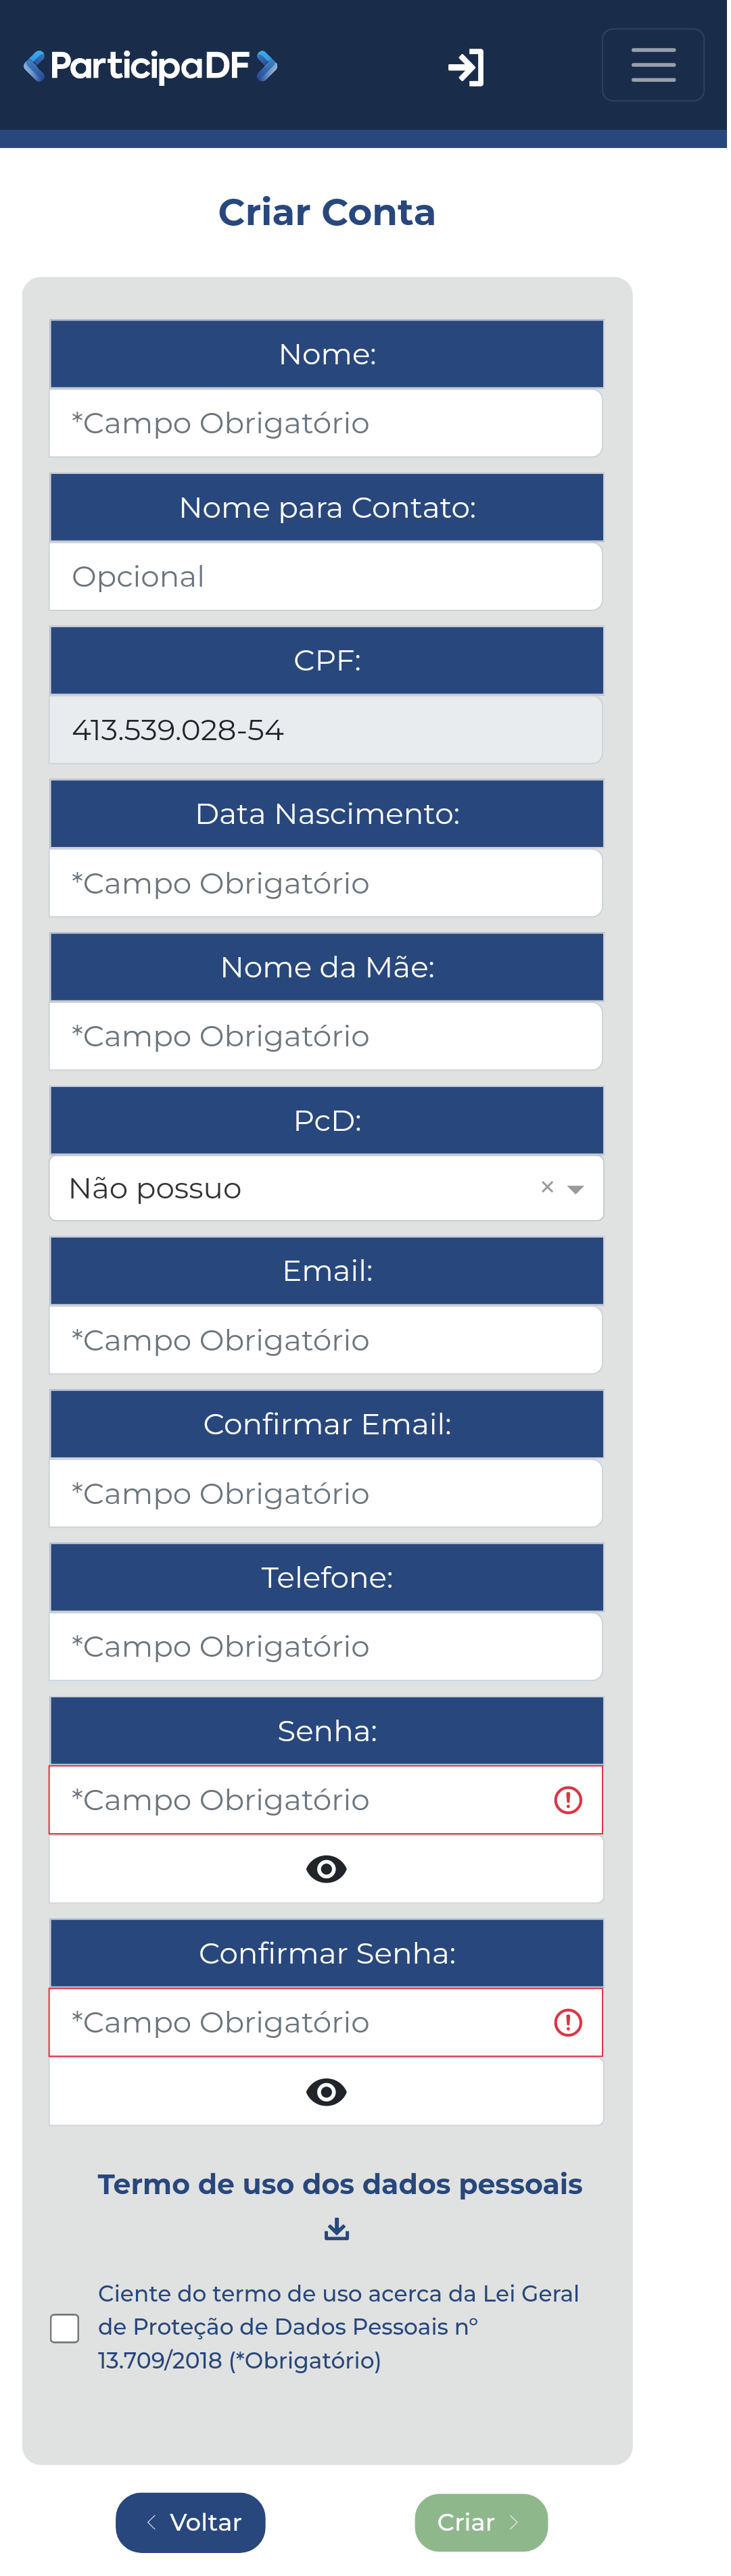 ParticipaDF
Criar Conta
Nome:
*Campo Obrigatório
Nome para Contato:
Opcional
CPF:
413.539.028-54
Data Nascimento:
*Campo Obrigatório
Nome da Mãe:
*Campo Obrigatório
PcD:
Não possuo ×
Email:
*Campo Obrigatório
Confirmar Email:
*Campo Obrigatório
Telefone:
*Campo Obrigatório
Senha:
*Campo Obrigatório
Confirmar Senha:
*Campo Obrigatório
Termo de uso dos dados pessoais
Ciente do termo de uso acerca da Lei Geral
de Proteção de Dados Pessoais nº
13.709/2018 (*Obrigatório)
Voltar
Criar